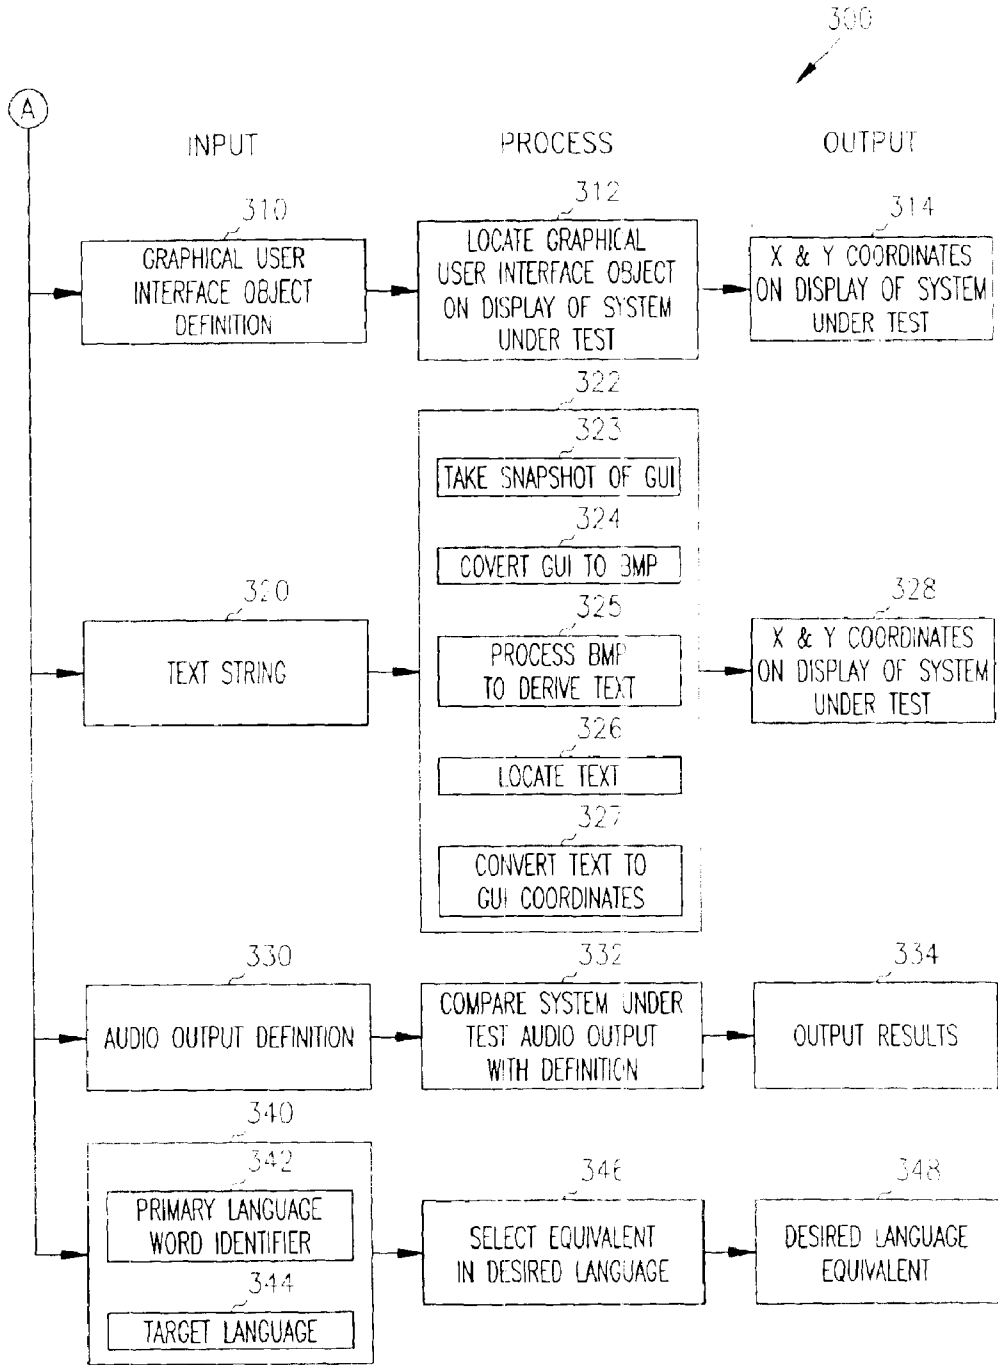 300
A
INPUT
PROCESS
OUTPUT
310
GRAPHICAL USER
INTERFACE OBJECT
DEFINITION
312
LOCATE GRAPHICAL
USER INTERFACE OBJECT
ON DISPLAY OF SYSTEM
UNDER TEST
314
X & Y COORDINATES
ON DISPLAY OF SYSTEM
UNDER TEST
320
TEXT STRING
322
323
TAKE SNAPSHOT OF GUI
324
COVERT GUI TO BMP
325
PROCESS BMP
TO DERIVE TEXT
326
LOCATE TEXT
327
CONVERT TEXT TO
GUI COORDINATES
328
X & Y COORDINATES
ON DISPLAY OF SYSTEM
UNDER TEST
330
AUDIO OUTPUT DEFINITION
332
COMPARE SYSTEM UNDER
TEST AUDIO OUTPUT
WITH DEFINITION
334
OUTPUT RESULTS
340
342
PRIMARY LANGUAGE
WORD IDENTIFIER
344
TARGET LANGUAGE
346
SELECT EQUIVALENT
IN DESIRED LANGUAGE
348
DESIRED LANGUAGE
EQUIVALENT